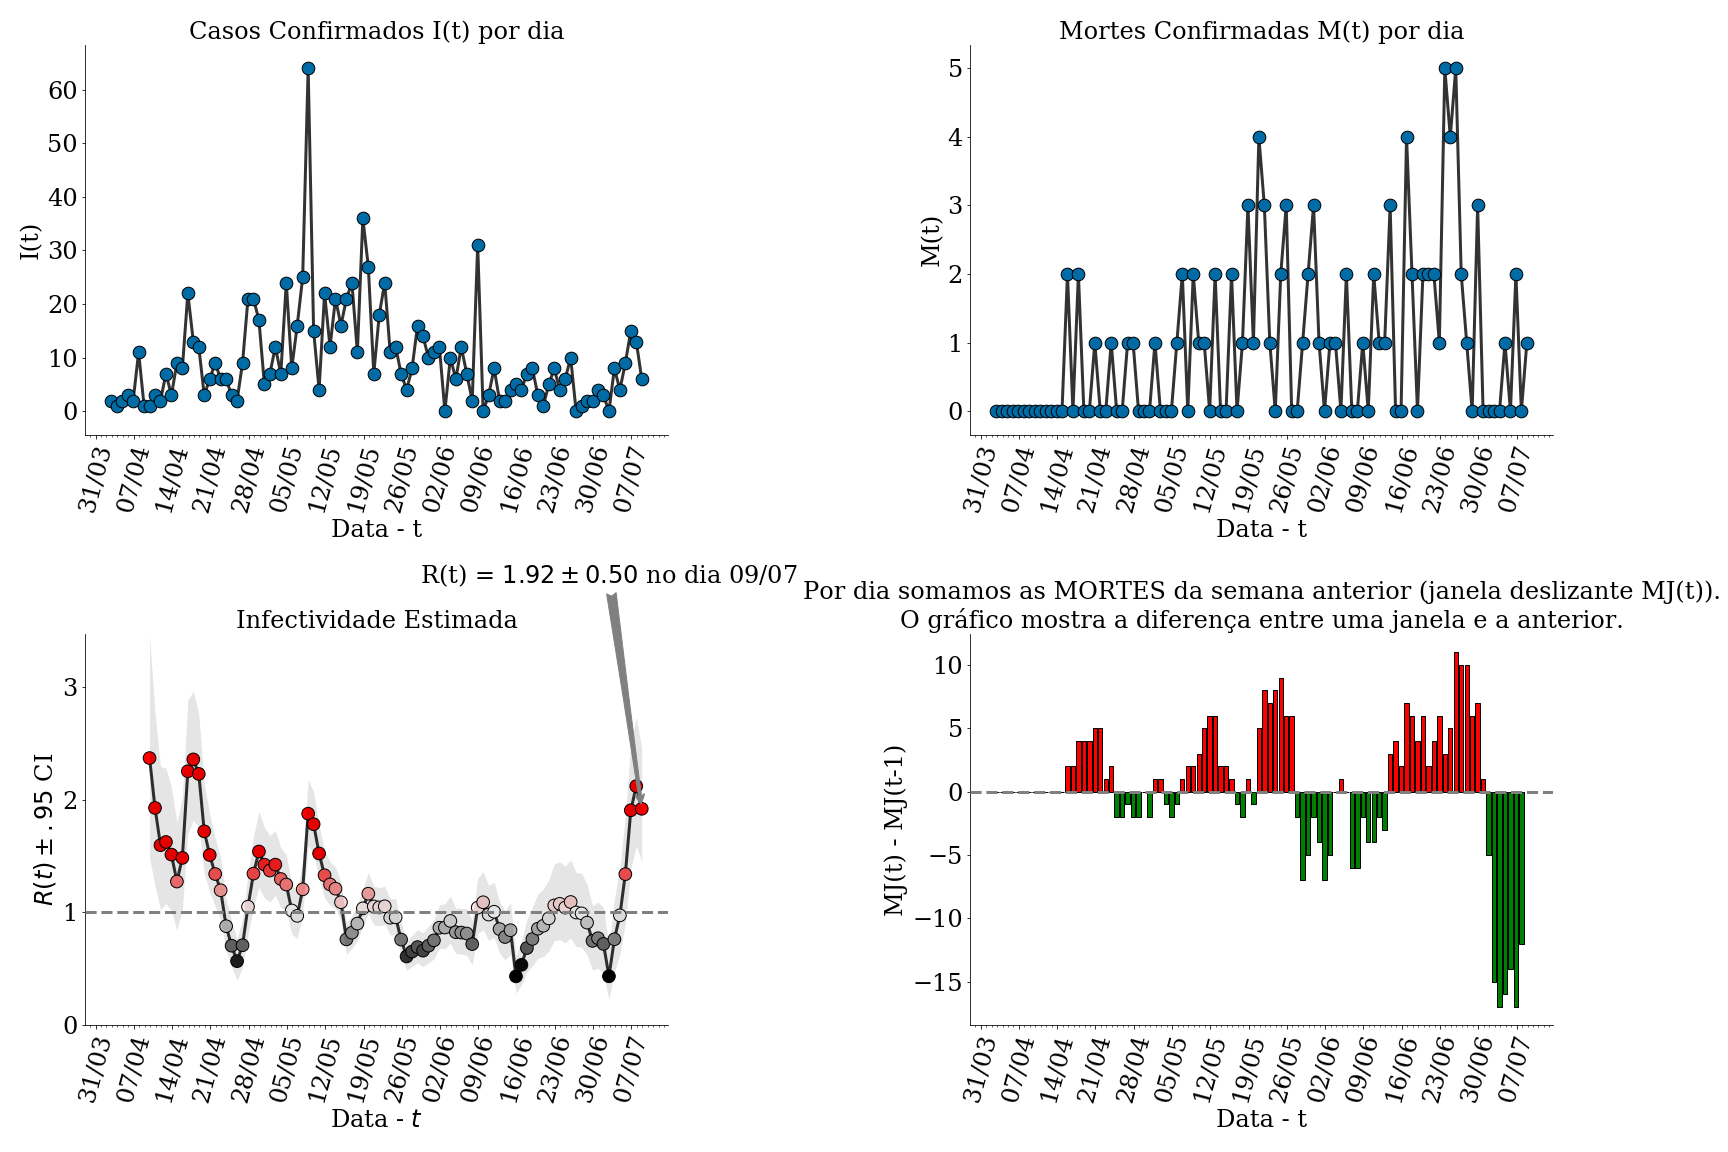 Casos Confirmados I(t) por dia
I(t)
60
50
40
30
20
10
0
31/03 07/04 14/04 21/04 28/04 05/05 12/05 19/05 26/05 02/06 09/06 16/06 23/06 30/06 07/07
Data - t
Mortes Confirmadas M(t) por dia
M(t)
5
4
3
2
1
0
31/03 07/04 14/04 21/04 28/04 05/05 12/05 19/05 26/05 02/06 09/06 16/06 23/06 30/06 07/07
Data - t
R(t) = 1.92 ± 0.50 no dia 09/07
Infectividade Estimada
R(t) ± .95 CI
3
2
1
0
31/03 07/04 14/04 21/04 28/04 05/05 12/05 19/05 26/05 02/06 09/06 16/06 23/06 30/06 07/07
Data - t
Por dia somamos as MORTES da semana anterior (janela deslizante MJ(t)).
O gráfico mostra a diferença entre uma janela e a anterior.
MJ(t) - MJ(t-1)
10
5
0
−5
−10
−15
31/03 07/04 14/04 21/04 28/04 05/05 12/05 19/05 26/05 02/06 09/06 16/06 23/06 30/06 07/07
Data - t